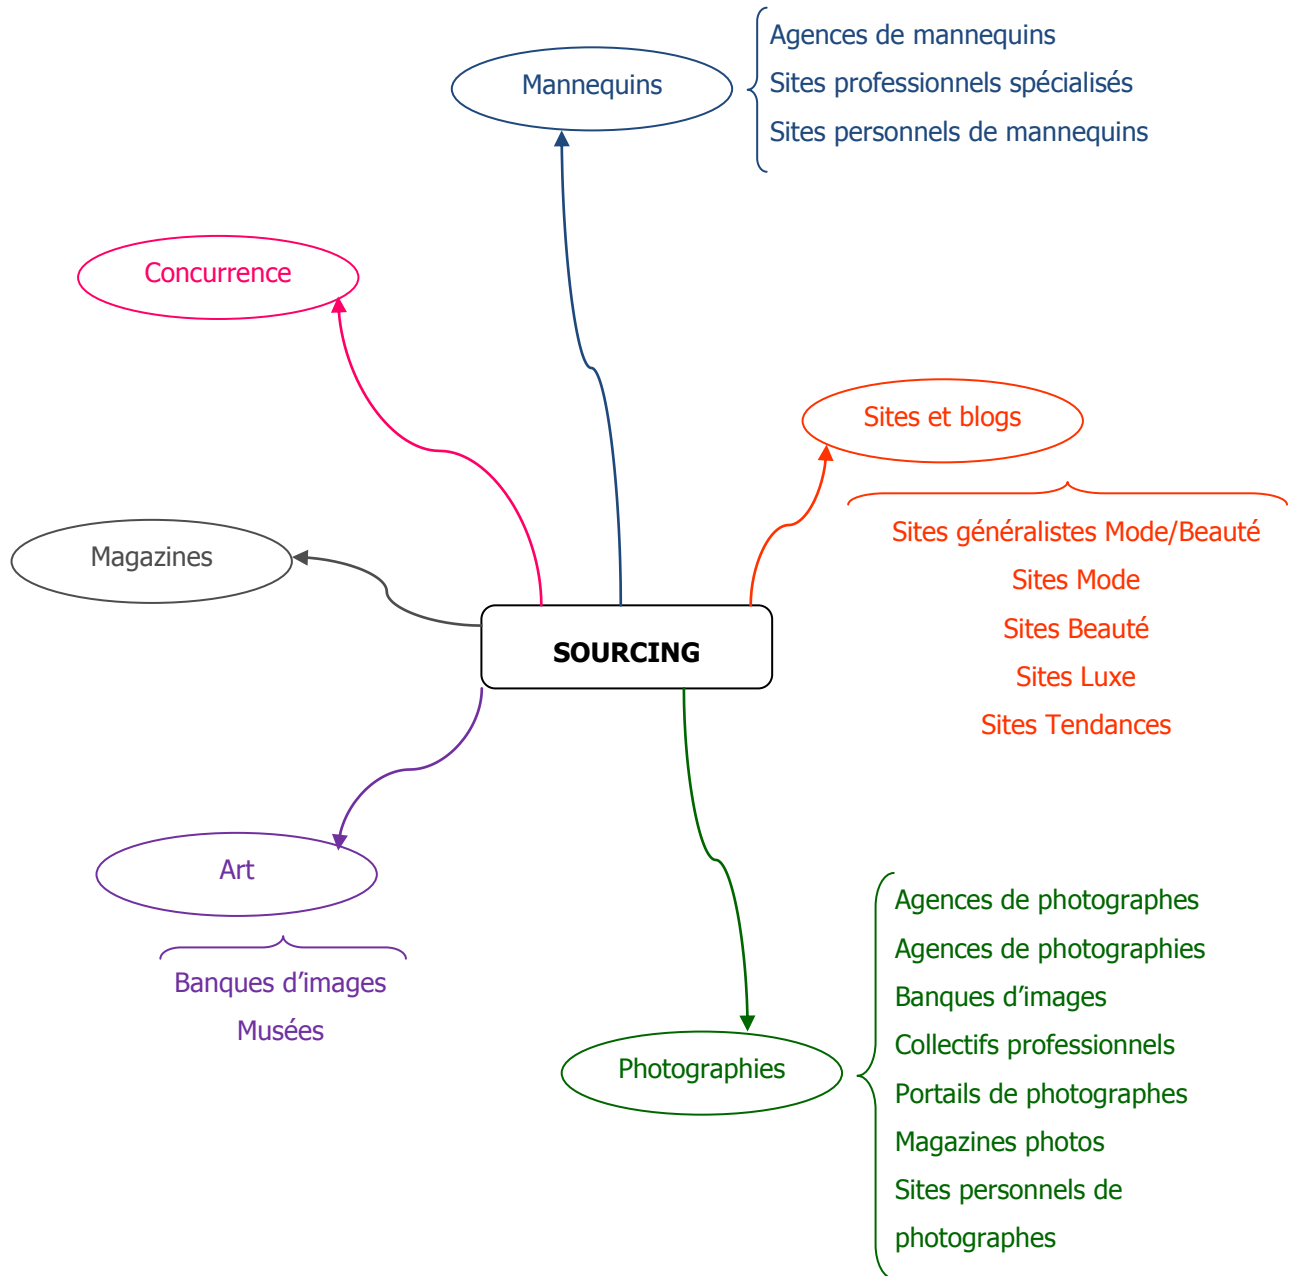 Mannequins
Agences de mannequins
Sites professionnels spécialisés
Sites personnels de mannequins
Concurrence
Sites et blogs
Sites généralistes Mode/Beauté
Sites Mode
Sites Beauté
Sites Luxe
Sites Tendances
Magazines
SOURCING
Art
Banques d’images
Musées
Photographies
Agences de photographes
Agences de photographies
Banques d’images
Collectifs professionnels
Portails de photographes
Magazines photos
Sites personnels de
photographes